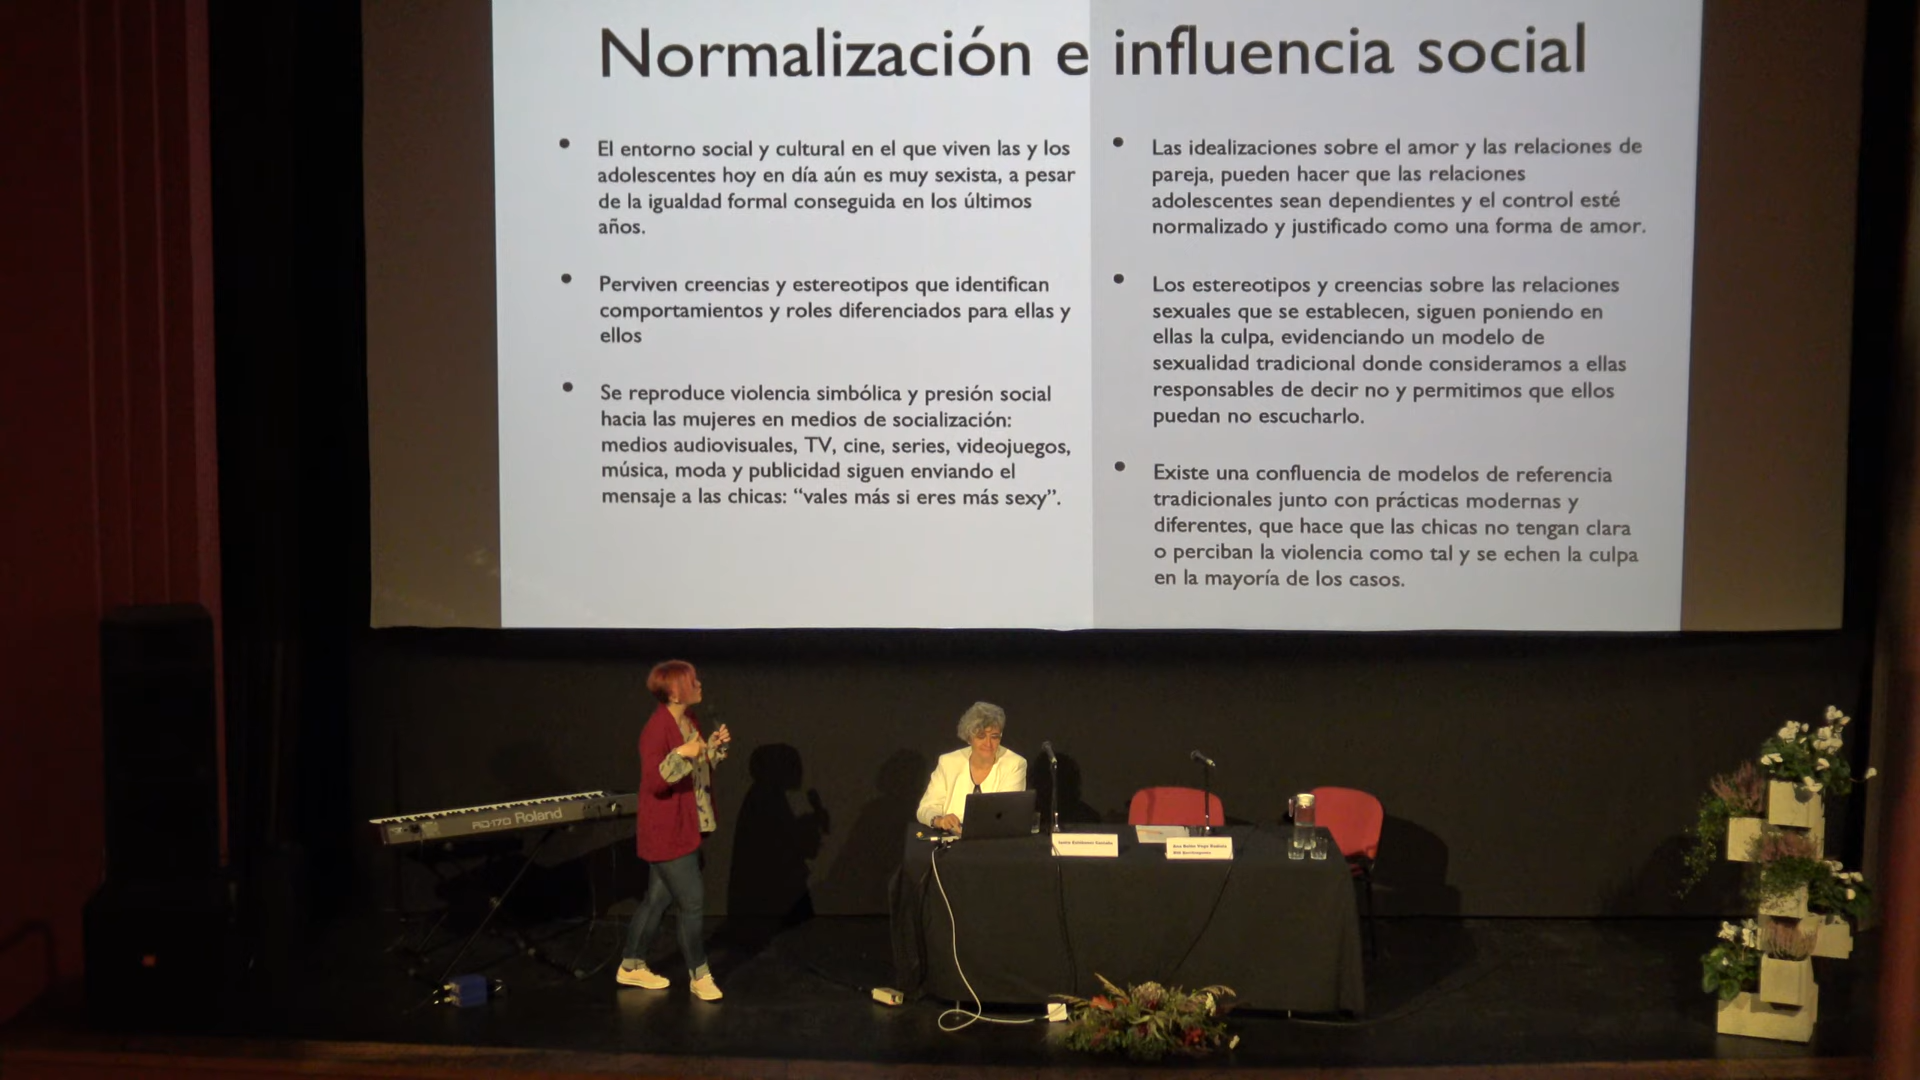 Normalización e influencia social
• El entorno social y cultural en el que viven las y los
adolescentes hoy en día aún es muy sexista, a pesar
de la igualdad formal conseguida en los últimos
años.
• Perviven creencias y estereotipos que identifican
comportamientos y roles diferenciados para ellas y
ellos
• Se reproduce violencia simbólica y presión social
hacia las mujeres en medios de socialización:
medios audiovisuales, TV, cine, series, videojuegos,
música, moda y publicidad siguen enviando el
mensaje a las chicas: “vales más si eres más sexy”.
• Las idealizaciones sobre el amor y las relaciones de
pareja, pueden hacer que las relaciones
adolescentes sean dependientes y el control esté
normalizado y justificado como una forma de amor.
• Los estereotipos y creencias sobre las relaciones
sexuales que se establecen, siguen poniendo en
ellas la culpa, evidenciando un modelo de
sexualidad tradicional donde consideramos a ellas
responsables de decir no y permitimos que ellos
puedan no escucharlo.
• Existe una confluencia de modelos de referencia
tradicionales junto con prácticas modernas y
diferentes, que hace que las chicas no tengan clara
o perciban la violencia como tal y se echen la culpa
en la mayoría de los casos.
Roland